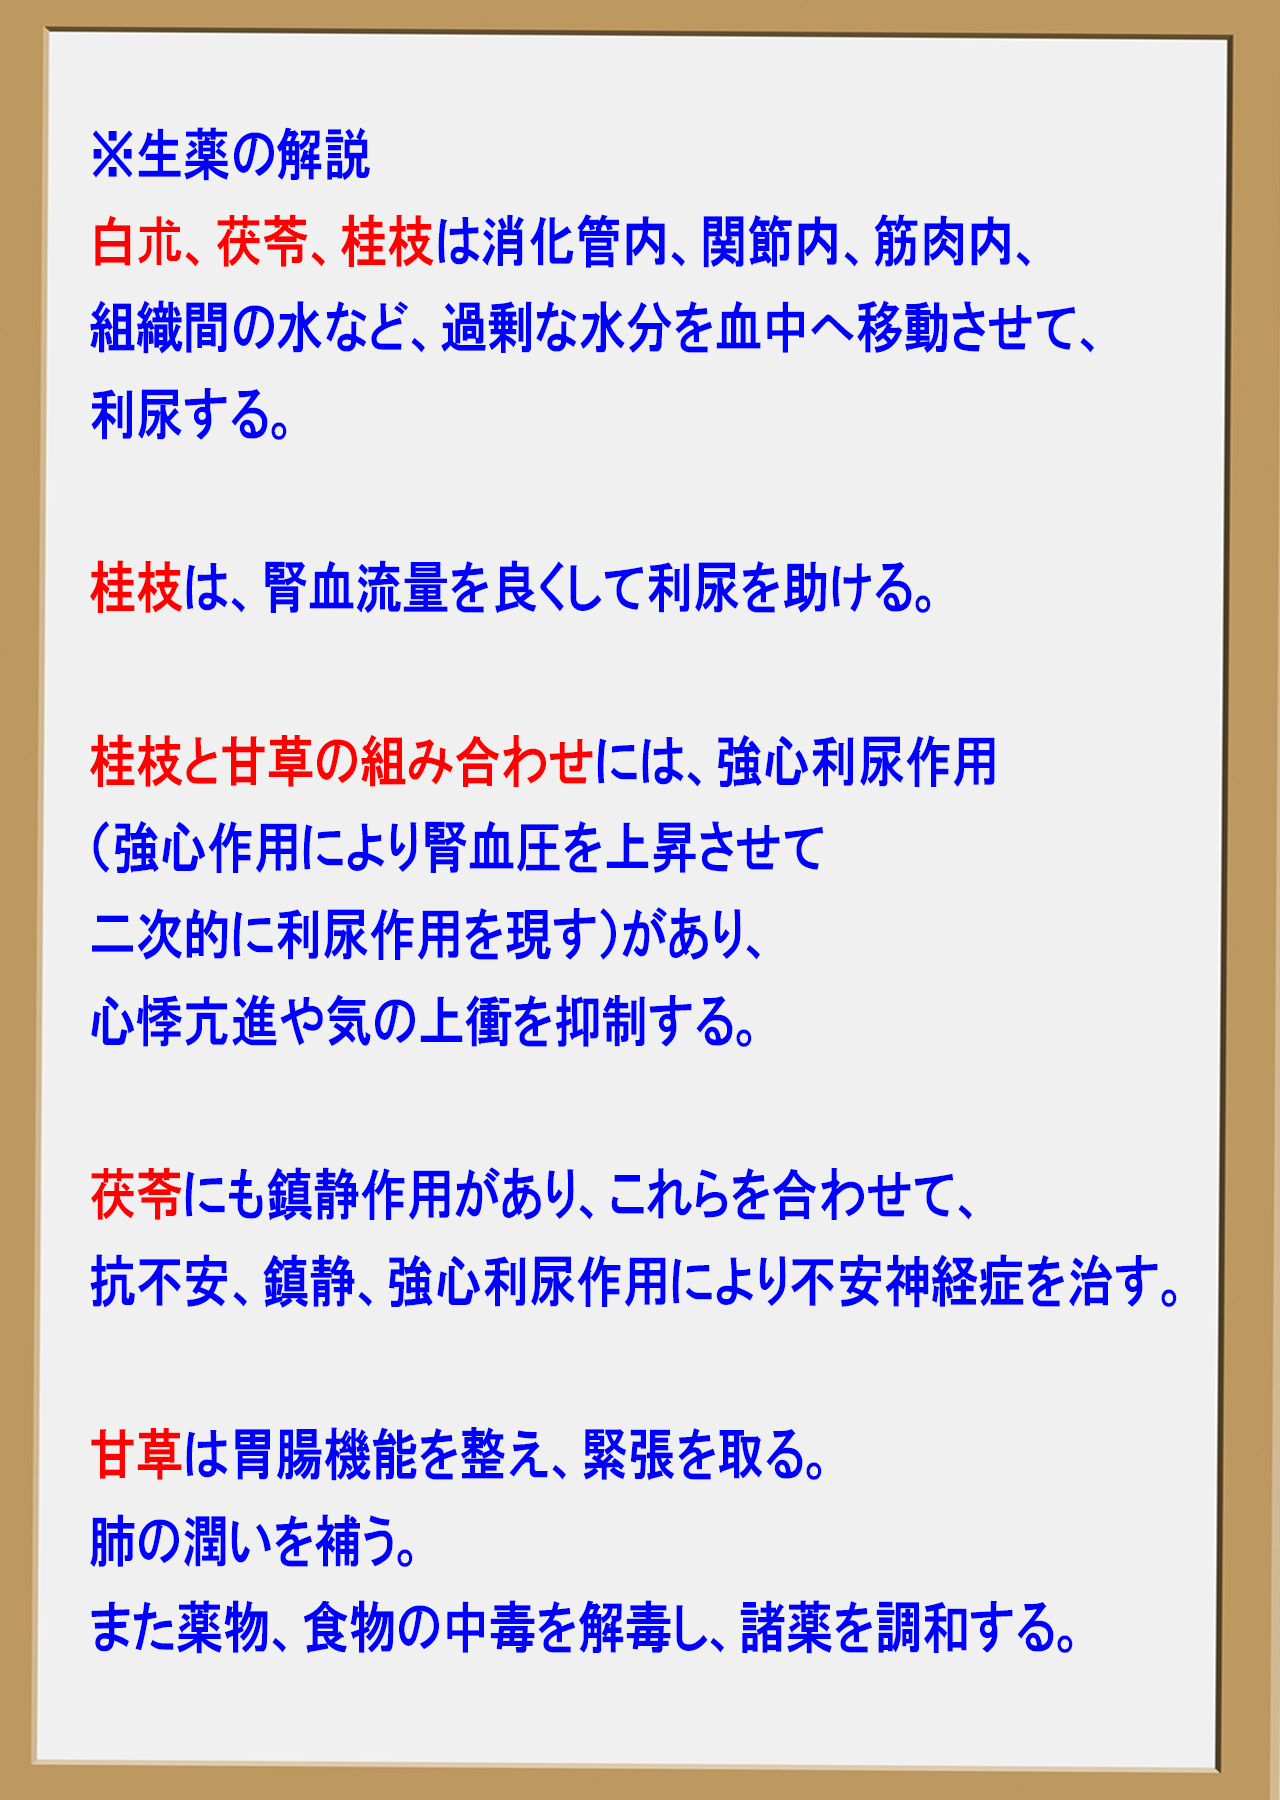 ※生薬の解説
白朮、茯苓、桂枝は消化管内、関節内、筋肉内、
組織間の水など、過剰な水分を血中へ移動させて、
利尿する。
桂枝は、腎血流量を良くして利尿を助ける。
桂枝と甘草の組み合わせには、強心利尿作用
（強心作用により腎血圧を上昇させて
二次的に利尿作用を現す）があり、
心悸亢進や気の上衝を抑制する。
茯苓にも鎮静作用があり、これらを合わせて、
抗不安、鎮静、強心利尿作用により不安神経症を治す。
甘草は胃腸機能を整え、緊張を取る。
肺の潤いを補う。
また薬物、食物の中毒を解毒し、諸薬を調和する。